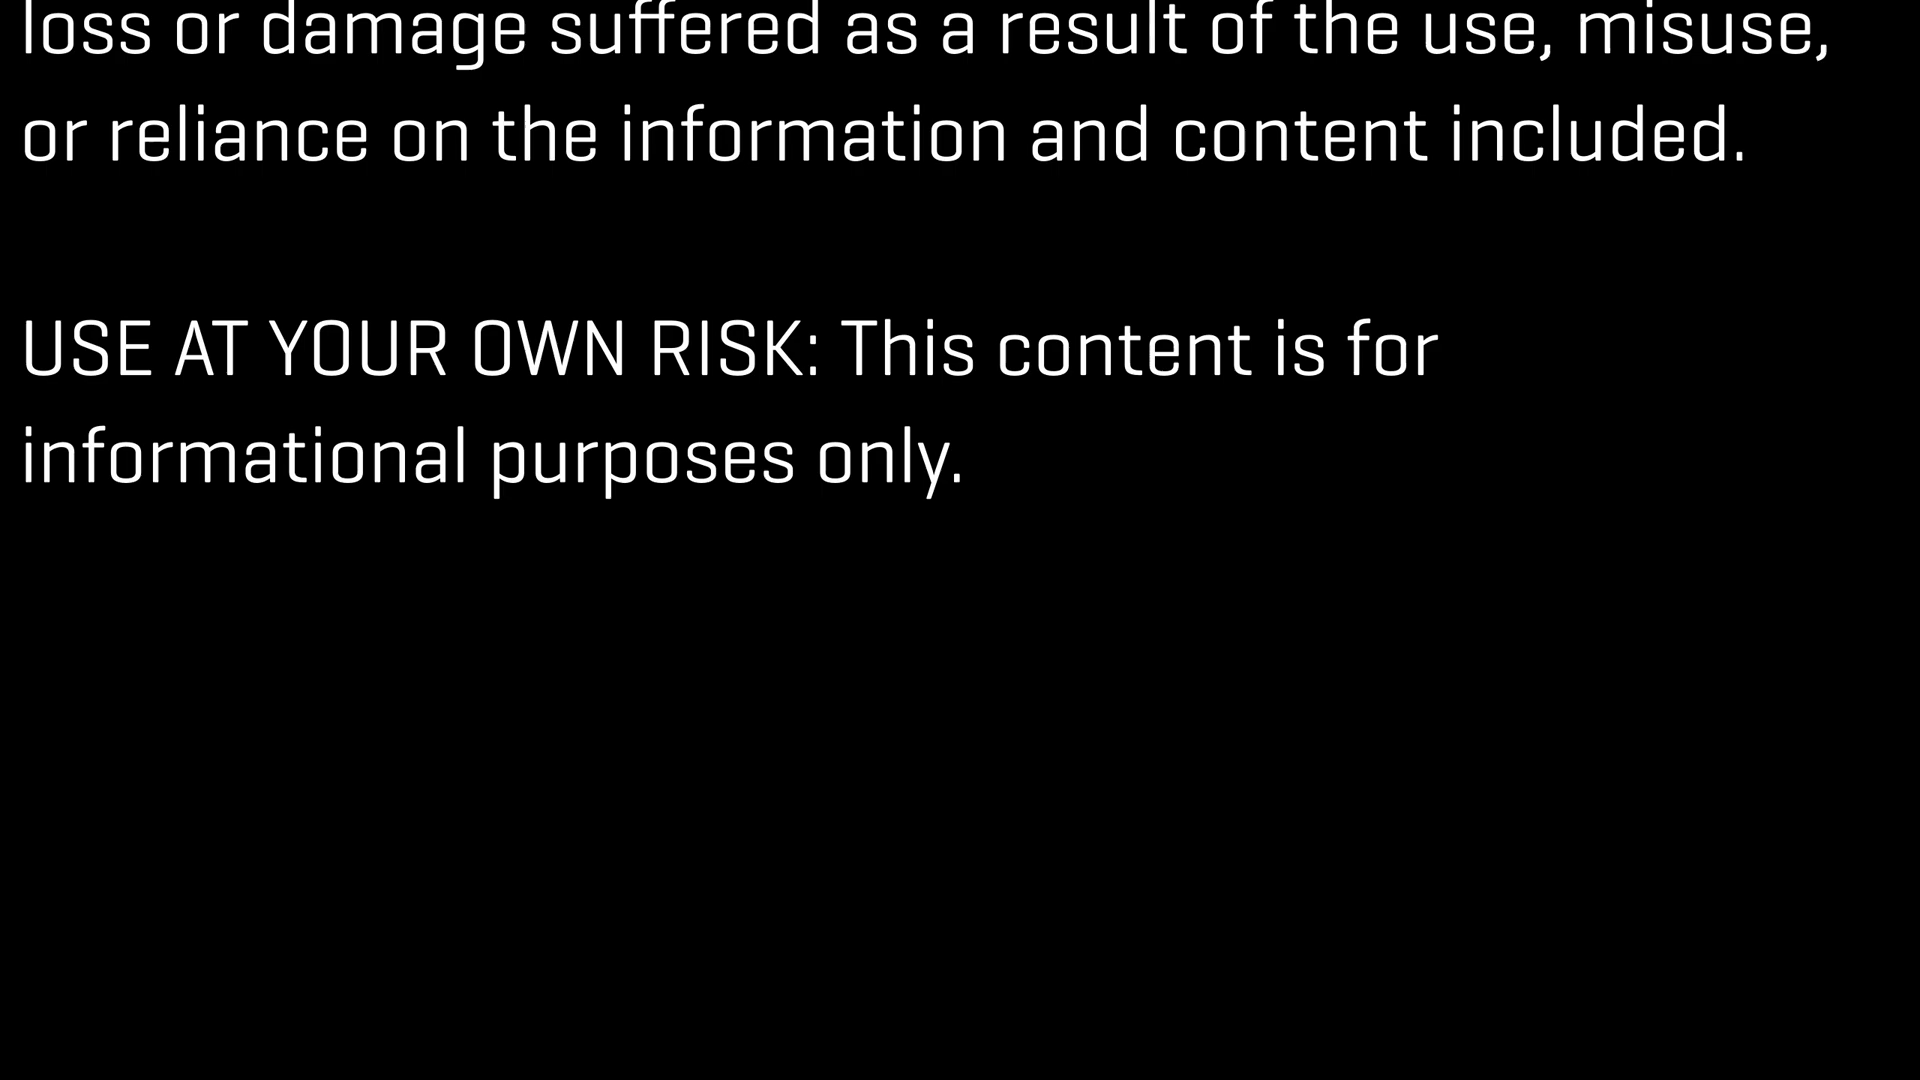 loss or damage suffered as a result of the use, misuse,
or reliance on the information and content included.
USE AT YOUR OWN RISK: This content is for
informational purposes only.